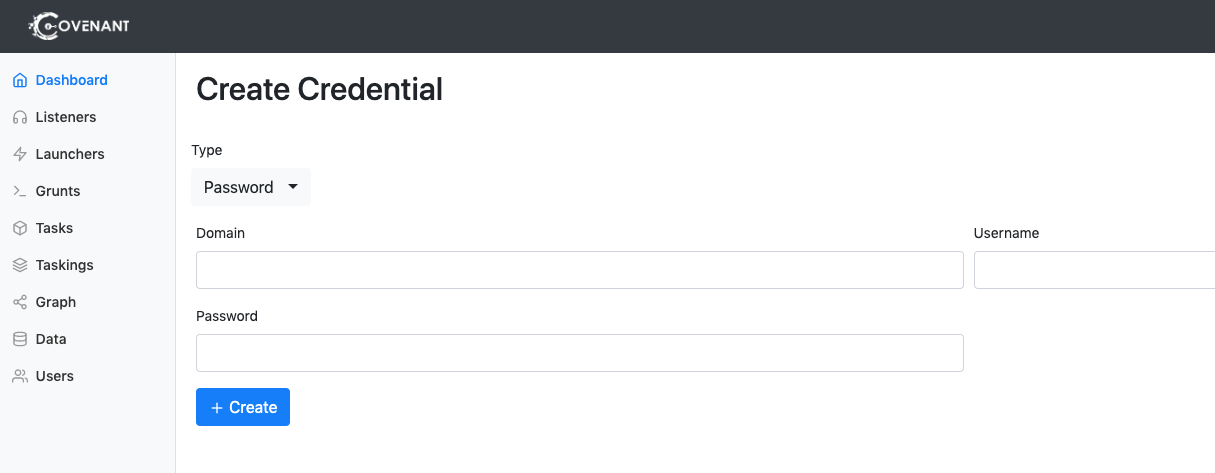 COVENANT
Dashboard
Listeners
Launchers
Grunts
Tasks
Taskings
Graph
Data
Users
Create Credential
Type
Password
Domain
Username
Password
+ Create